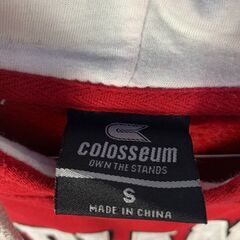 colosseum
OWN THE STANDS
S
MADE IN CHINA